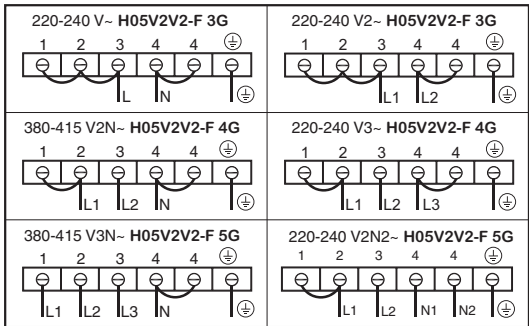 220-240 V~ H05V2V2-F 3G
1 2 3 4 4
L N
220-240 V2~ H05V2V2-F 3G
1 2 3 4 4
L1 L2
380-415 V2N~ H05V2V2-F 4G
1 2 3 4 4
L1 L2 N
220-240 V3~ H05V2V2-F 4G
1 2 3 4 4
L1 L2 L3
380-415 V3N~ H05V2V2-F 5G
1 2 3 4 4
L1 L2 L3 N
220-240 V2N2~ H05V2V2-F 5G
1 2 3 4 4
L1 L2 N1 N2